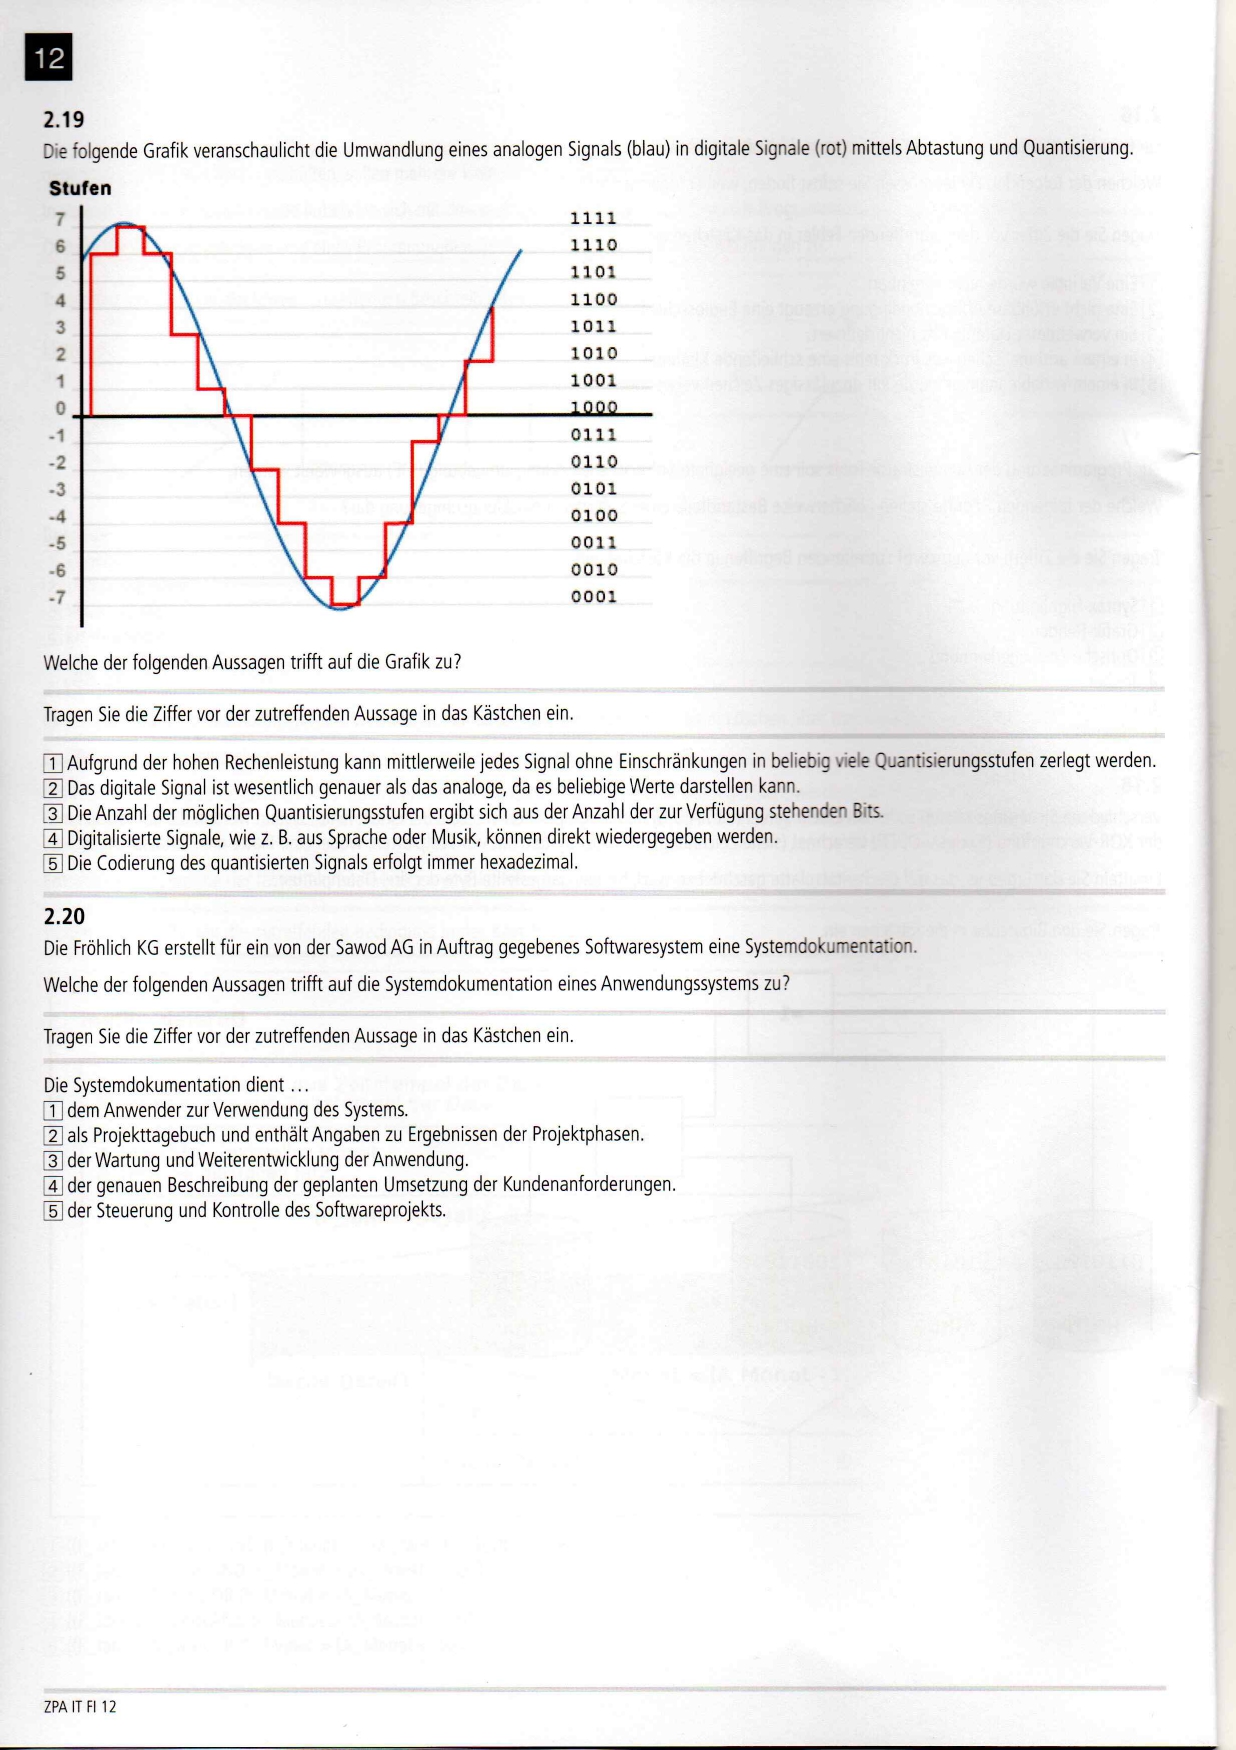 12
2.19
Die folgende Grafik veranschaulicht die Umwandlung eines analogen Signals (blau) in digitale Signale (rot) mittels Abtastung und Quantisierung.
Stufen
7 1111
6 1110
5 1101
4 1100
3 1011
2 1010
1 1001
0 1000
-1 0111
-2 0110
-3 0101
-4 0100
-5 0011
-6 0010
-7 0001
Welche der folgenden Aussagen trifft auf die Grafik zu?
Tragen Sie die Ziffer vor der zutreffenden Aussage in das Kästchen ein.
1 Aufgrund der hohen Rechenleistung kann mittlerweile jedes Signal ohne Einschränkungen in beliebig viele Quantisierungsstufen zerlegt werden.
2 Das digitale Signal ist wesentlich genauer als das analoge, da es beliebige Werte darstellen kann.
3 Die Anzahl der möglichen Quantisierungsstufen ergibt sich aus der Anzahl der zur Verfügung stehenden Bits.
4 Digitalisierte Signale, wie z. B. aus Sprache oder Musik, können direkt wiedergegeben werden.
5 Die Codierung des quantisierten Signals erfolgt immer hexadezimal.
2.20
Die Fröhlich KG erstellt für ein von der Sawod AG in Auftrag gegebenes Softwaresystem eine Systemdokumentation.
Welche der folgenden Aussagen trifft auf die Systemdokumentation eines Anwendungssystems zu?
Tragen Sie die Ziffer vor der zutreffenden Aussage in das Kästchen ein.
Die Systemdokumentation dient ...
1 dem Anwender zur Verwendung des Systems.
2 als Projekttagebuch und enthält Angaben zu Ergebnissen der Projektphasen.
3 der Wartung und Weiterentwicklung der Anwendung.
4 der genauen Beschreibung der geplanten Umsetzung der Kundenanforderungen.
5 der Steuerung und Kontrolle des Softwareprojekts.
ZPA IT FI 12